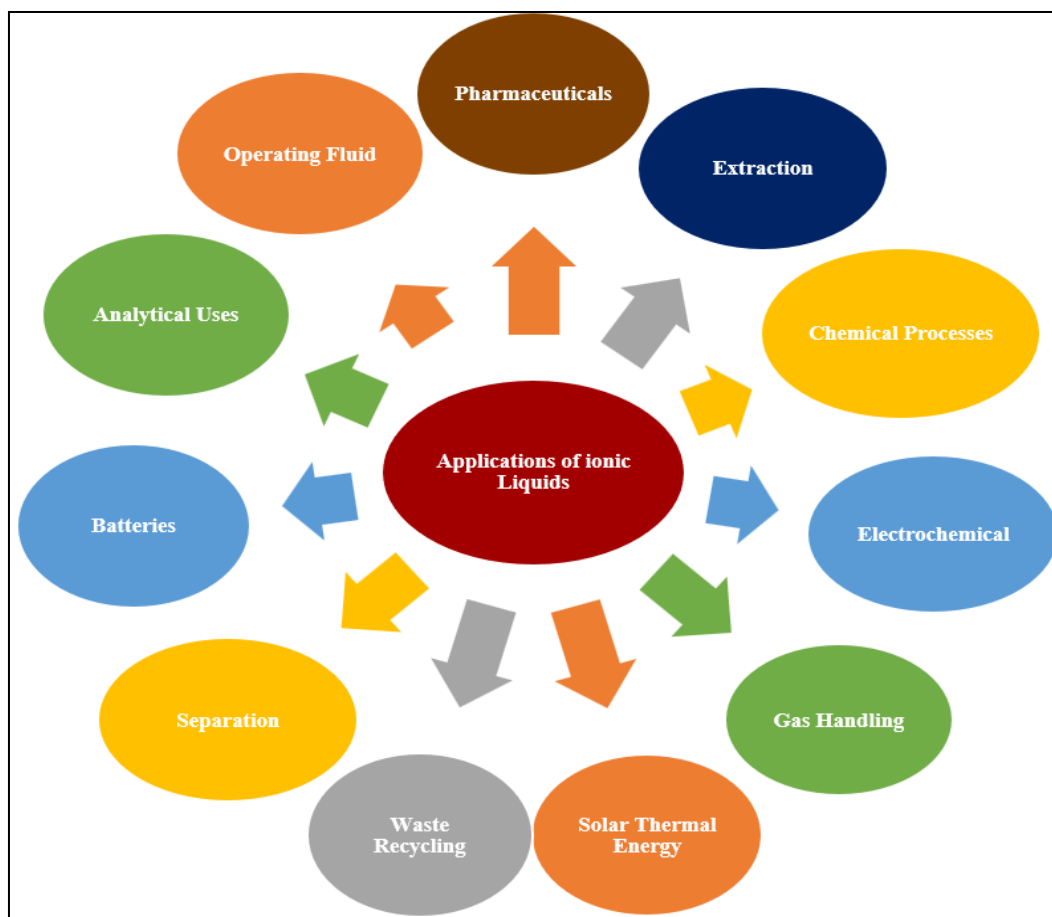 Pharmaceuticals
Operating Fluid
Extraction
Analytical Uses
Chemical Processes
Applications of ionic
Liquids
Batteries
Electrochemical
Separation
Gas Handling
Waste
Recycling
Solar Thermal
Energy